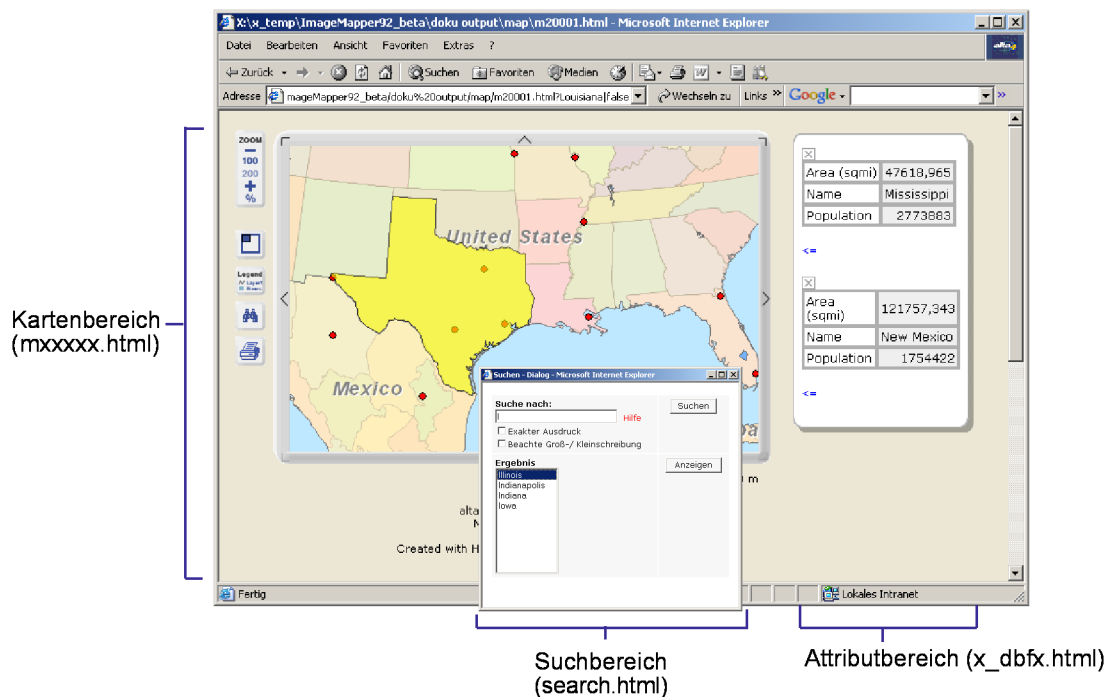 X:\x_temp\ImageMapper92_beta\doku output\map\m20001.html - Microsoft Internet Explorer
Datei Bearbeiten Ansicht Favoriten Extras ?
alta
Zurück Suchen Favoriten Medien
Adresse mageMapper92_beta/doku%20output/map/m20001.html?Louisiana|false Wechseln zu Links » Google »
ZOOM
100
200
%
Legend
United States
Mexico
Area (sqmi) 47618,965
Name Mississippi
Population 2773883
<=
Area (sqmi) 121757,343
Name New Mexico
Population 1754422
<=
Kartenbereich
(mxxxxx.html)
Suchen - Dialog - Microsoft Internet Explorer
Suche nach:
Hilfe
Suchen
Exakter Ausdruck
Beachte Groß-/ Kleinschreibung
Ergebnis
Anzeigen
Illinois
Indianapolis
Indiana
Iowa
m
alta
Created with H
Fertig
Lokales Intranet
Suchbereich
(search.html)
Attributbereich (x_dbfx.html)